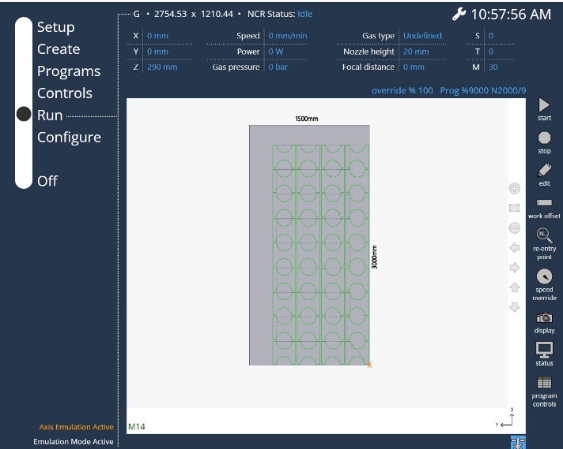 G • 2754.53 x 1210.44 • NCR Status: Idle
10:57:56 AM
Setup
Create
Programs
Controls
Run
Configure
Off
X 0 mm Speed 0 mm/min Gas type Undefined S 0
Y 0 mm Power 0 W Nozzle height 20 mm T 0
Z 290 mm Gas pressure 0 bar Focal distance 0 mm M 30
override % 100 Prog %9000 N2000/9
1500mm
3000mm
X
start
stop
edit
work offset
N..
re-entry
point
speed
override
display
status
program
controls
Axis Emulation Active
Emulation Mode Active
M14
X
Y